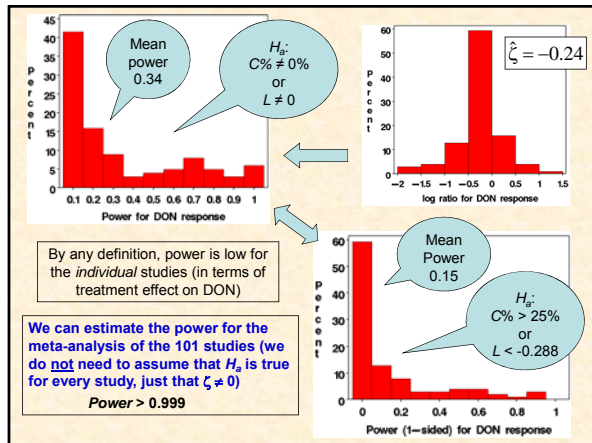 45
40
35
30
25
20
15
10
5
0
Percent
0.1 0.2 0.3 0.4 0.5 0.6 0.7 0.8 0.9 1
Power for DON response
Mean
power
0.34
Hₐ:
C% ≠ 0%
or
L ≠ 0
60
50
40
30
20
10
0
Percent
-2 -1.5 -1 -0.5 0 0.5 1 1.5
log ratio for DON response
ζ̂ = −0.24
By any definition, power is low for
the individual studies (in terms of
treatment effect on DON)
We can estimate the power for the
meta-analysis of the 101 studies (we
do not need to assume that Hₐ is true
for every study, just that ζ ≠ 0)
Power > 0.999
60
50
40
30
20
10
0
Percent
0 0.2 0.4 0.6 0.8 1
Power (1-sided) for DON response
Mean
Power
0.15
Hₐ:
C% > 25%
or
L < -0.288